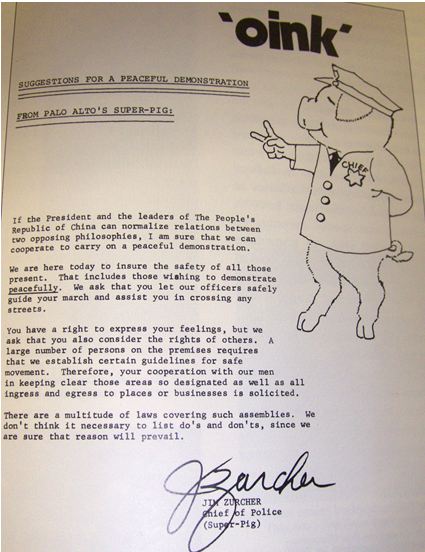 'oink'
SUGGESTIONS FOR A PEACEFUL DEMONSTRATION
FROM PALO ALTO'S SUPER-PIG:
CHIEF
If the President and the leaders of The People's
Republic of China can normalize relations between
two opposing philosophies, I am sure that we can
cooperate to carry on a peaceful demonstration.
We are here today to insure the safety of all those
present. That includes those wishing to demonstrate
peacefully. We ask that you let our officers safely
guide your march and assist you in crossing any
streets.
You have a right to express your feelings, but we
ask that you also consider the rights of others. A
large number of persons on the premises requires
that we establish certain guidelines for safe
movement. Therefore, your cooperation with our men
in keeping clear those areas so designated as well as all
ingress and egress to places or businesses is solicited.
There are a multitude of laws covering such assemblies. We
don't think it necessary to list do's and don'ts, since we
are sure that reason will prevail.
JZurcher
JIM ZURCHER
Chief of Police
(Super-Pig)